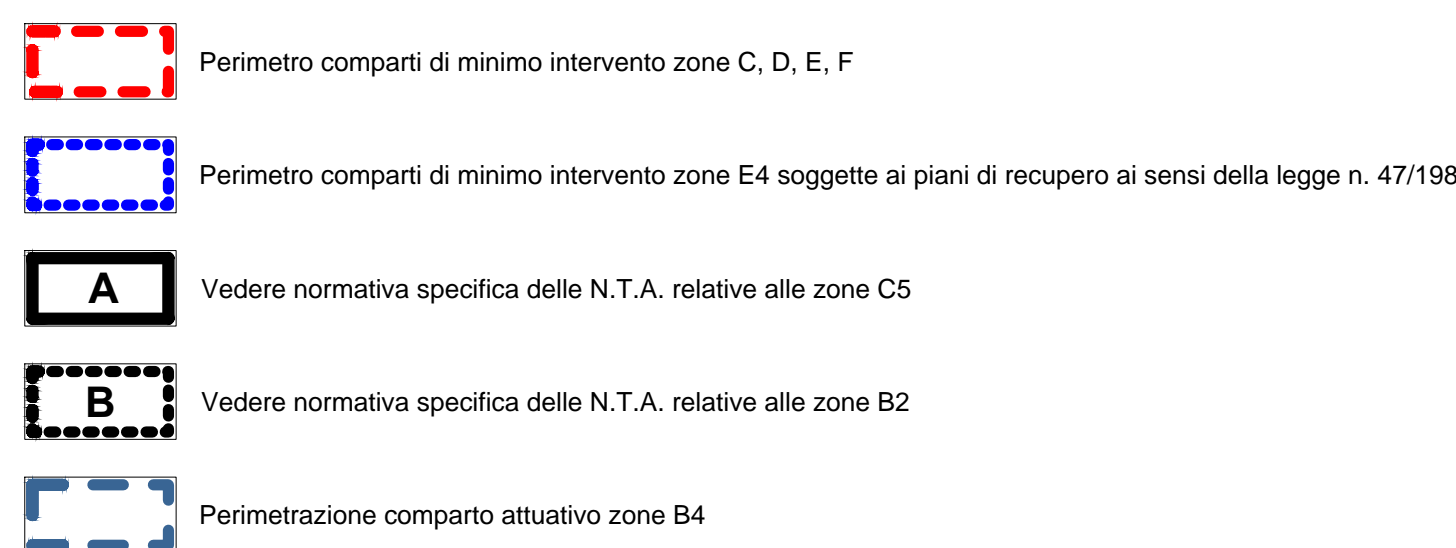 Perimetro comparti di minimo intervento zone C, D, E, F
Perimetro comparti di minimo intervento zone E4 soggette ai piani di recupero ai sensi della legge n. 47/198
A Vedere normativa specifica delle N.T.A. relative alle zone C5
B Vedere normativa specifica delle N.T.A. relative alle zone B2
Perimetrazione comparto attuativo zone B4